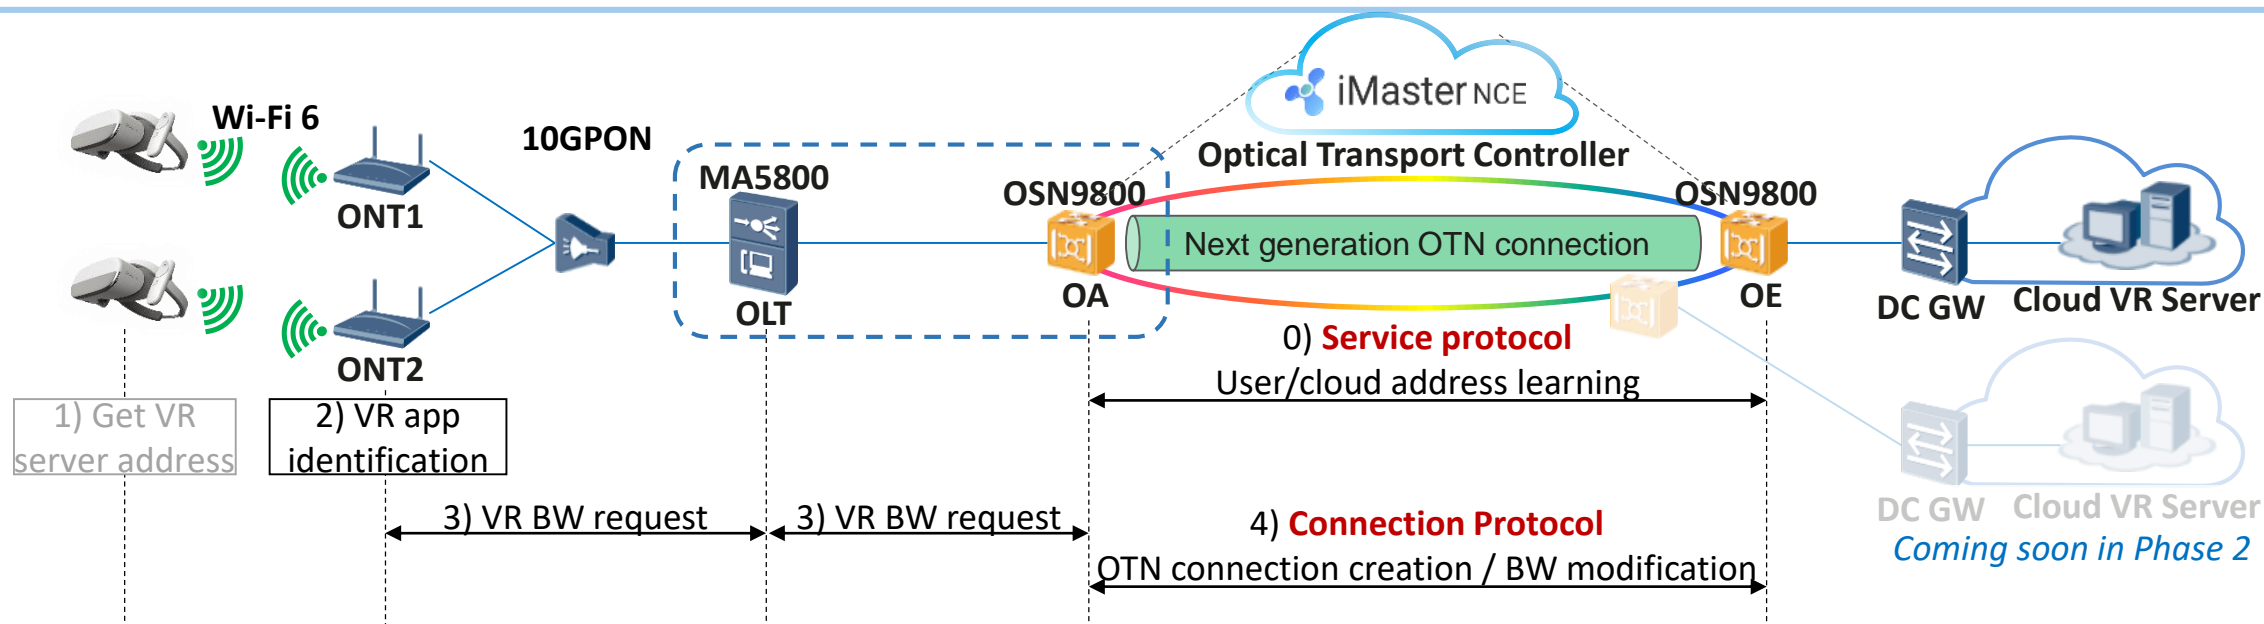 Wi-Fi 6
10GPON
iMaster NCE
Optical Transport Controller
MA5800
OSN9800
OSN9800
ONT1
Next generation OTN connection
OLT
OA
OE
DC GW
Cloud VR Server
ONT2
0) Service protocol
User/cloud address learning
1) Get VR
server address
2) VR app
identification
3) VR BW request
3) VR BW request
4) Connection Protocol
OTN connection creation / BW modification
DC GW
Cloud VR Server
Coming soon in Phase 2